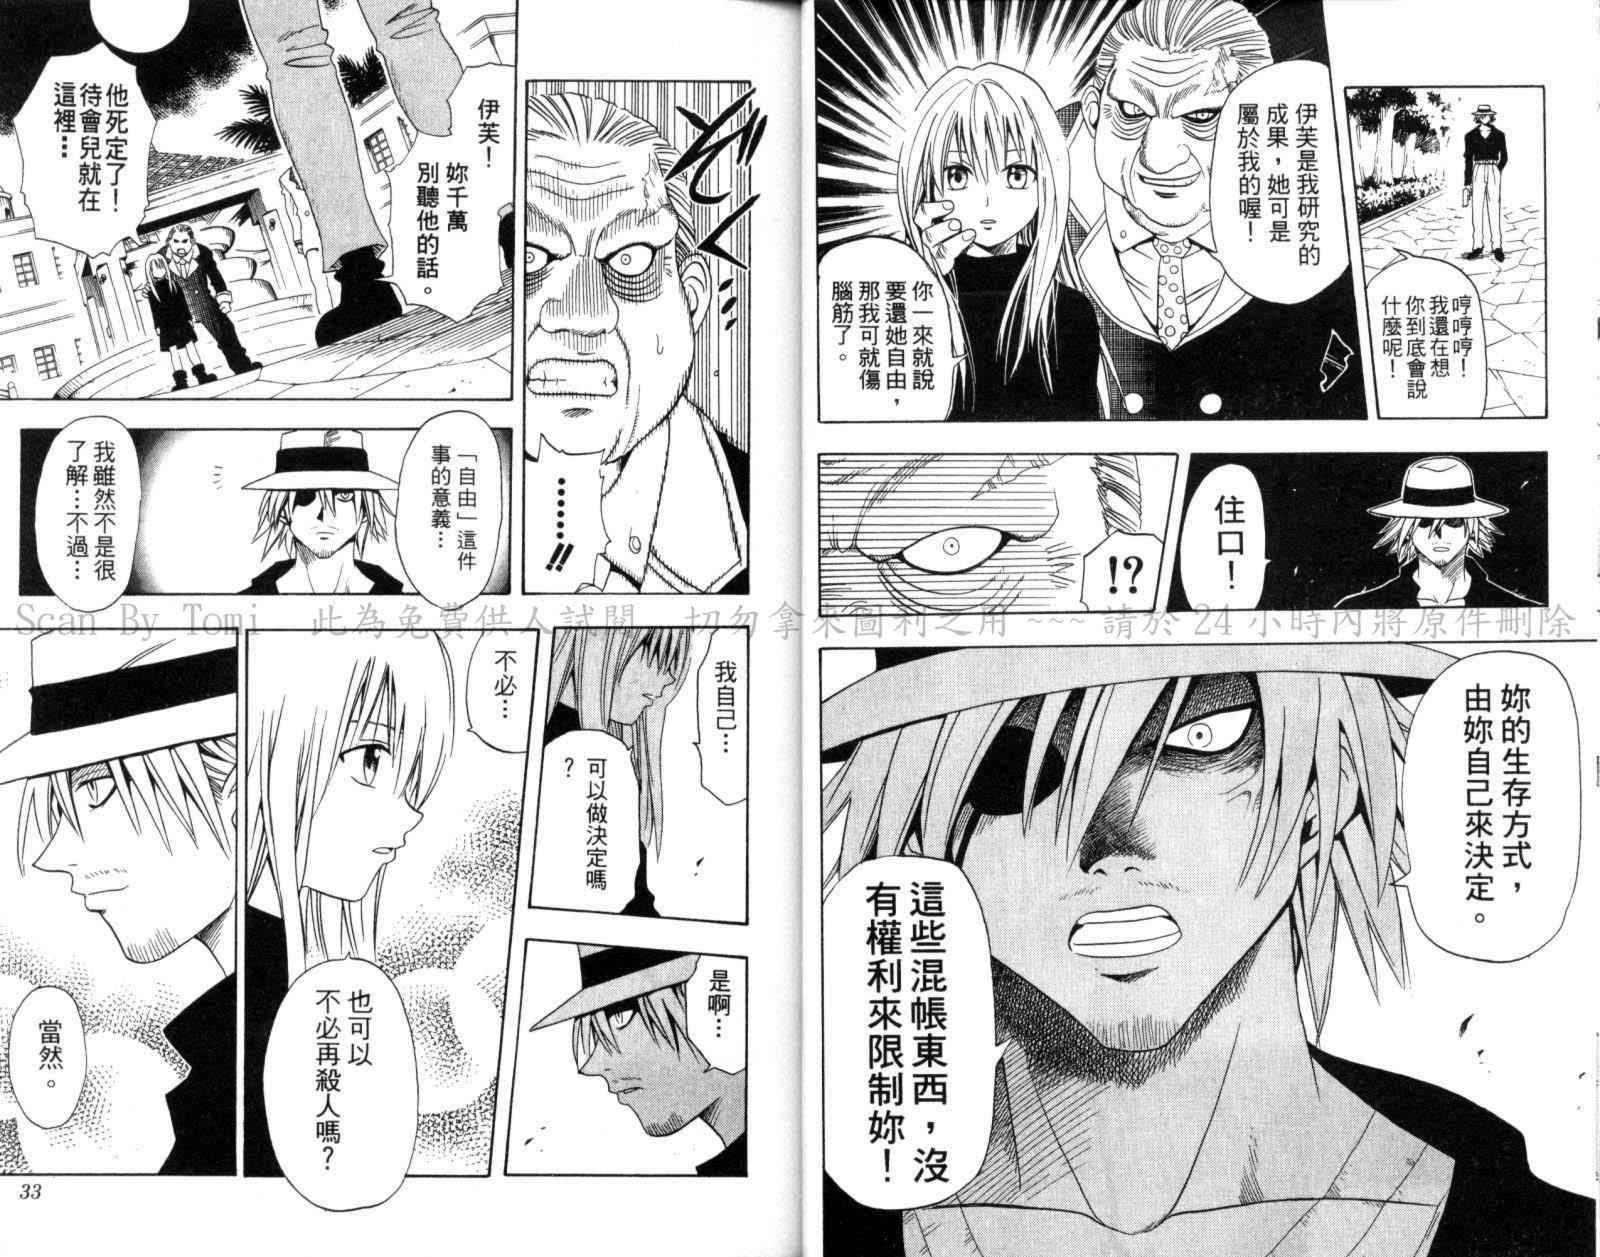 哼哼哼！
我還在想
你到底會說
什麼呢！
伊芙是我研究的
成果，她可是
屬於我的喔！
你一來就說
要還她自由，
那我可就傷
腦筋了。
住口！
!?
妳的生存方式，
由妳自己來決定。
這些混帳東西，沒
有權利來限制妳！
………!!
伊芙！
妳千萬
別聽他的話。
他死定了！
待會兒就在
這裡…
「自由」這件
事的意義…
我雖然不是很
了解…不過…
我自己…
可以做決定嗎
？
是啊…
不必…
也可以
不必再殺人嗎？
當然。
33
Scan By Tomi 此為免費供人試閱 切勿拿來圖利之用 ~~~ 請於 24 小時內將原件刪除